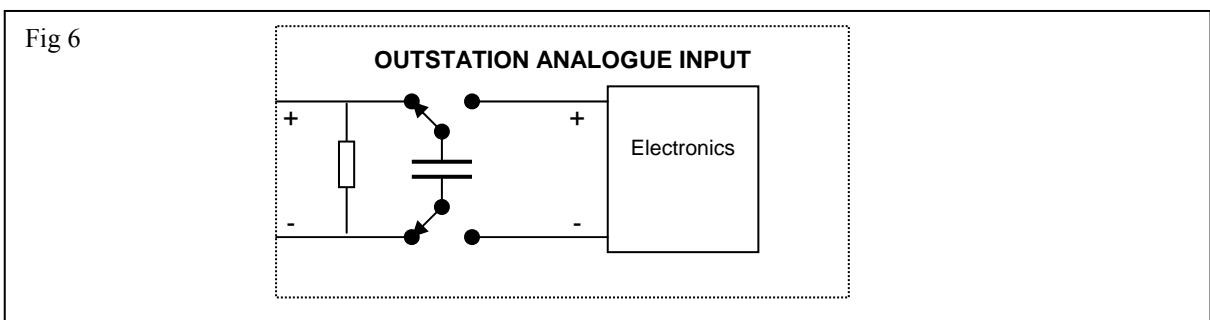 Fig 6
OUTSTATION ANALOGUE INPUT
+ +
Electronics
- -